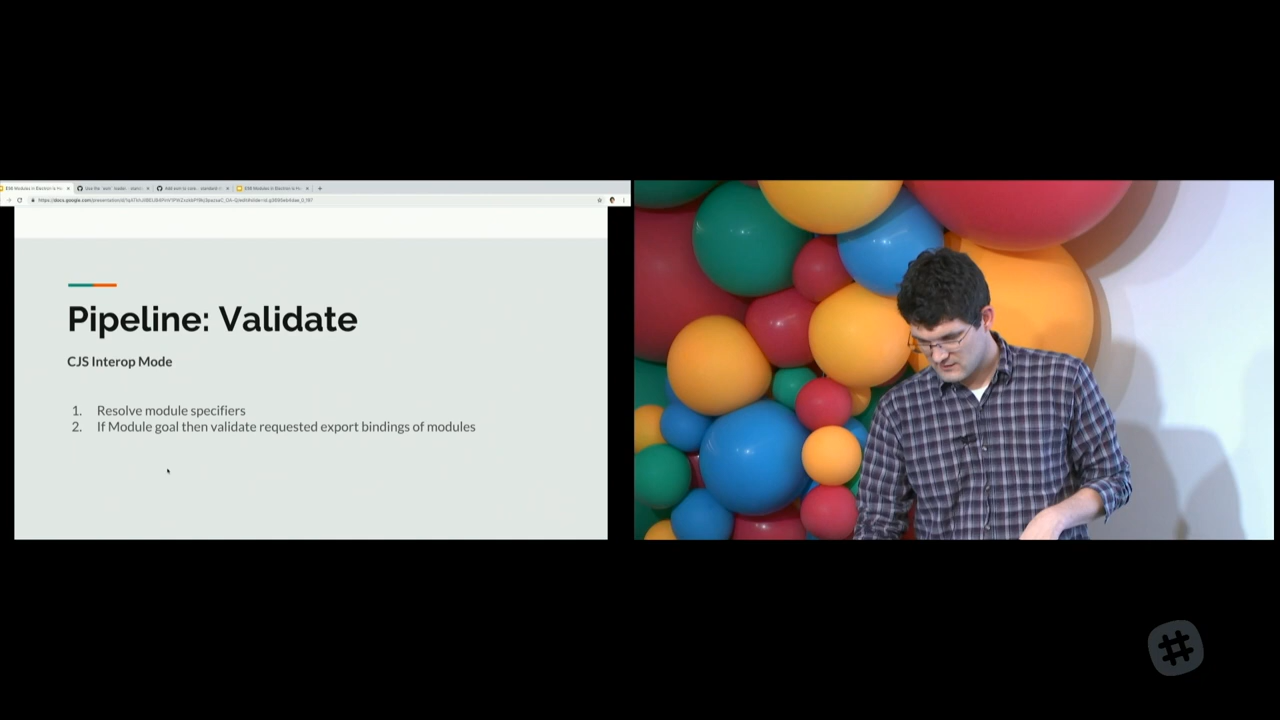 Pipeline: Validate
CJS Interop Mode
1. Resolve module specifiers
2. If Module goal then validate requested export bindings of modules